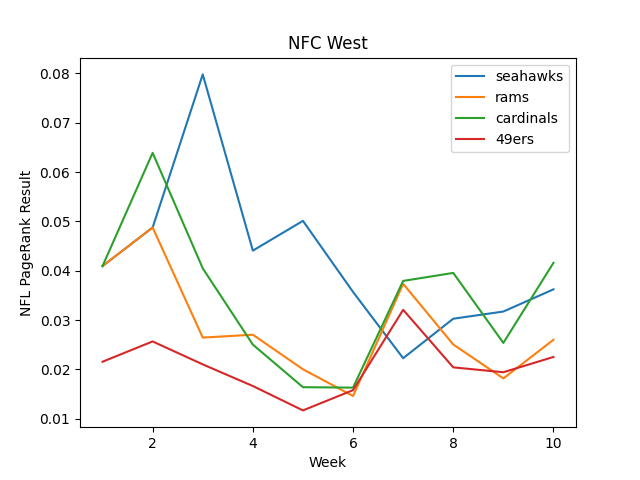 NFC West
seahawks
rams
cardinals
49ers
NFL PageRank Result
0.08
0.07
0.06
0.05
0.04
0.03
0.02
0.01
2
4
6
8
10
Week